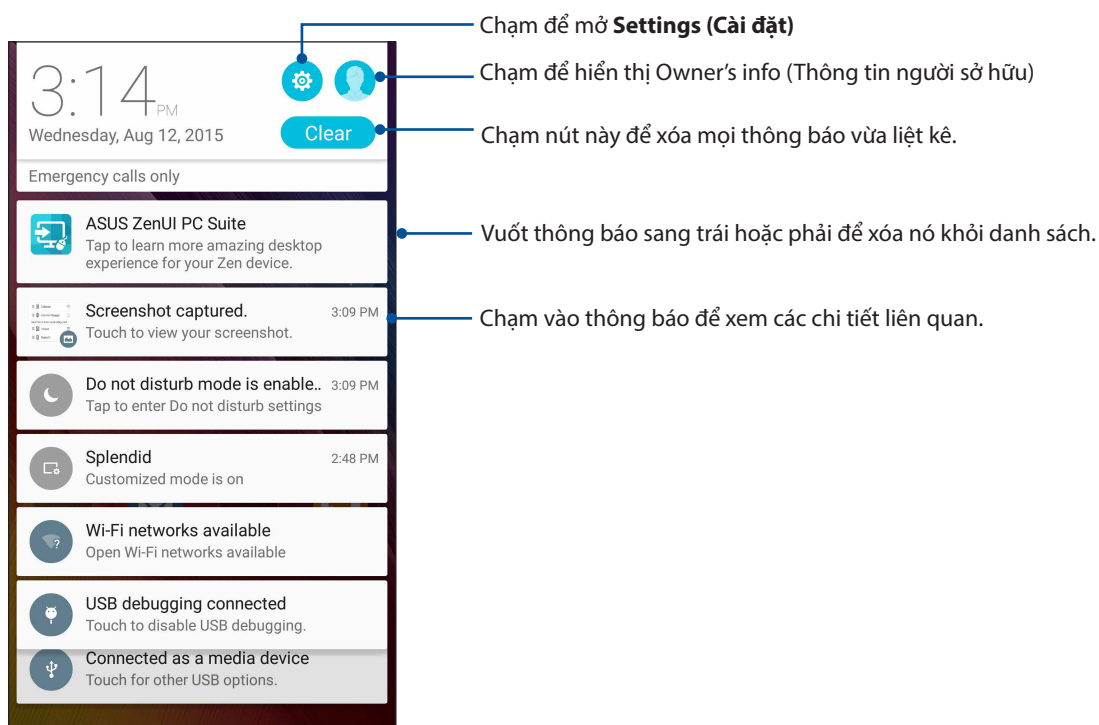 Chạm để mở Settings (Cài đặt)
Chạm để hiển thị Owner's info (Thông tin người sở hữu)
Chạm nút này để xóa mọi thông báo vừa liệt kê.
Vuốt thông báo sang trái hoặc phải để xóa nó khỏi danh sách.
Chạm vào thông báo để xem các chi tiết liên quan.
3:14 PM
Wednesday, Aug 12, 2015
Clear
Emergency calls only
ASUS ZenUI PC Suite
Tap to learn more amazing desktop
experience for your Zen device.
Screenshot captured.
3:09 PM
Touch to view your screenshot.
Do not disturb mode is enable..
3:09 PM
Tap to enter Do not disturb settings
Splendid
2:48 PM
Customized mode is on
Wi-Fi networks available
Open Wi-Fi networks available
USB debugging connected
Touch to disable USB debugging.
Connected as a media device
Touch for other USB options.